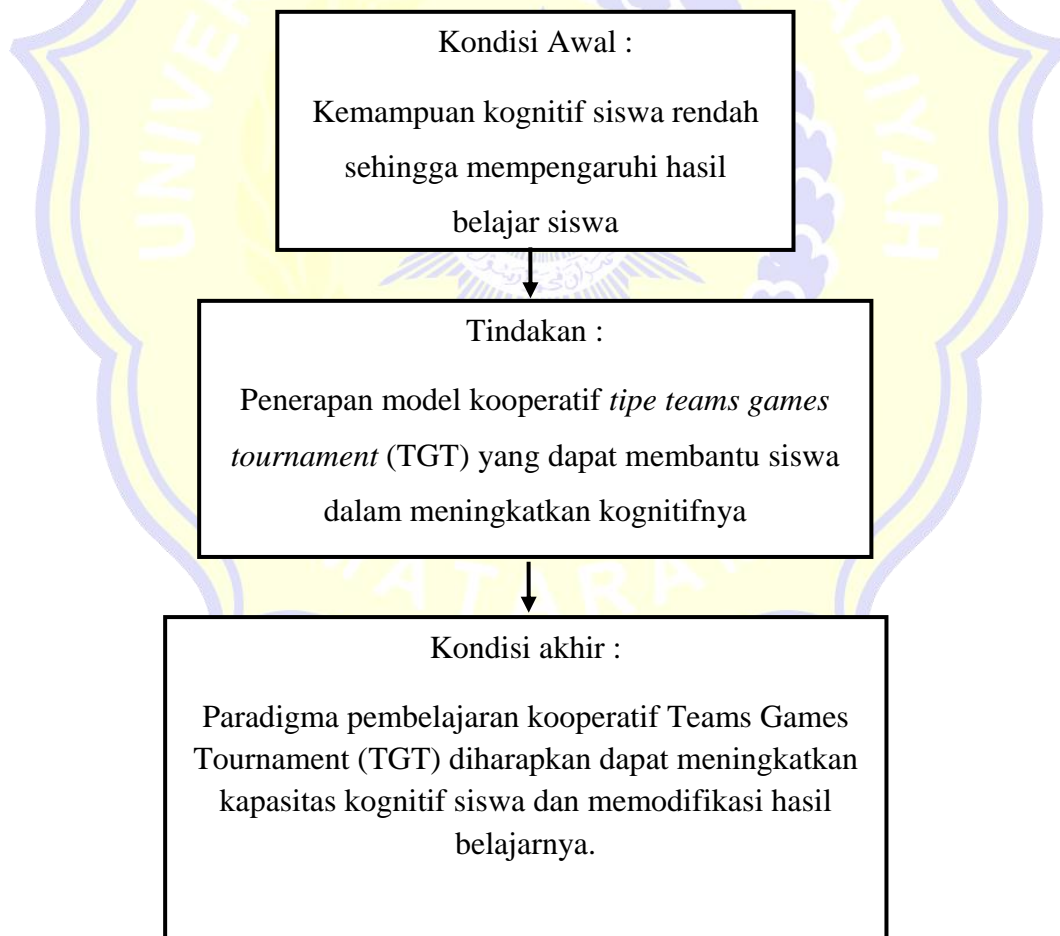 Kondisi Awal :
Kemampuan kognitif siswa rendah
sehingga mempengaruhi hasil
belajar siswa
Tindakan :
Penerapan model kooperatif tipe teams games
tournament (TGT) yang dapat membantu siswa
dalam meningkatkan kognitifnya
Kondisi akhir :
Paradigma pembelajaran kooperatif Teams Games
Tournament (TGT) diharapkan dapat meningkatkan
kapasitas kognitif siswa dan memodifikasi hasil
belajarnya.